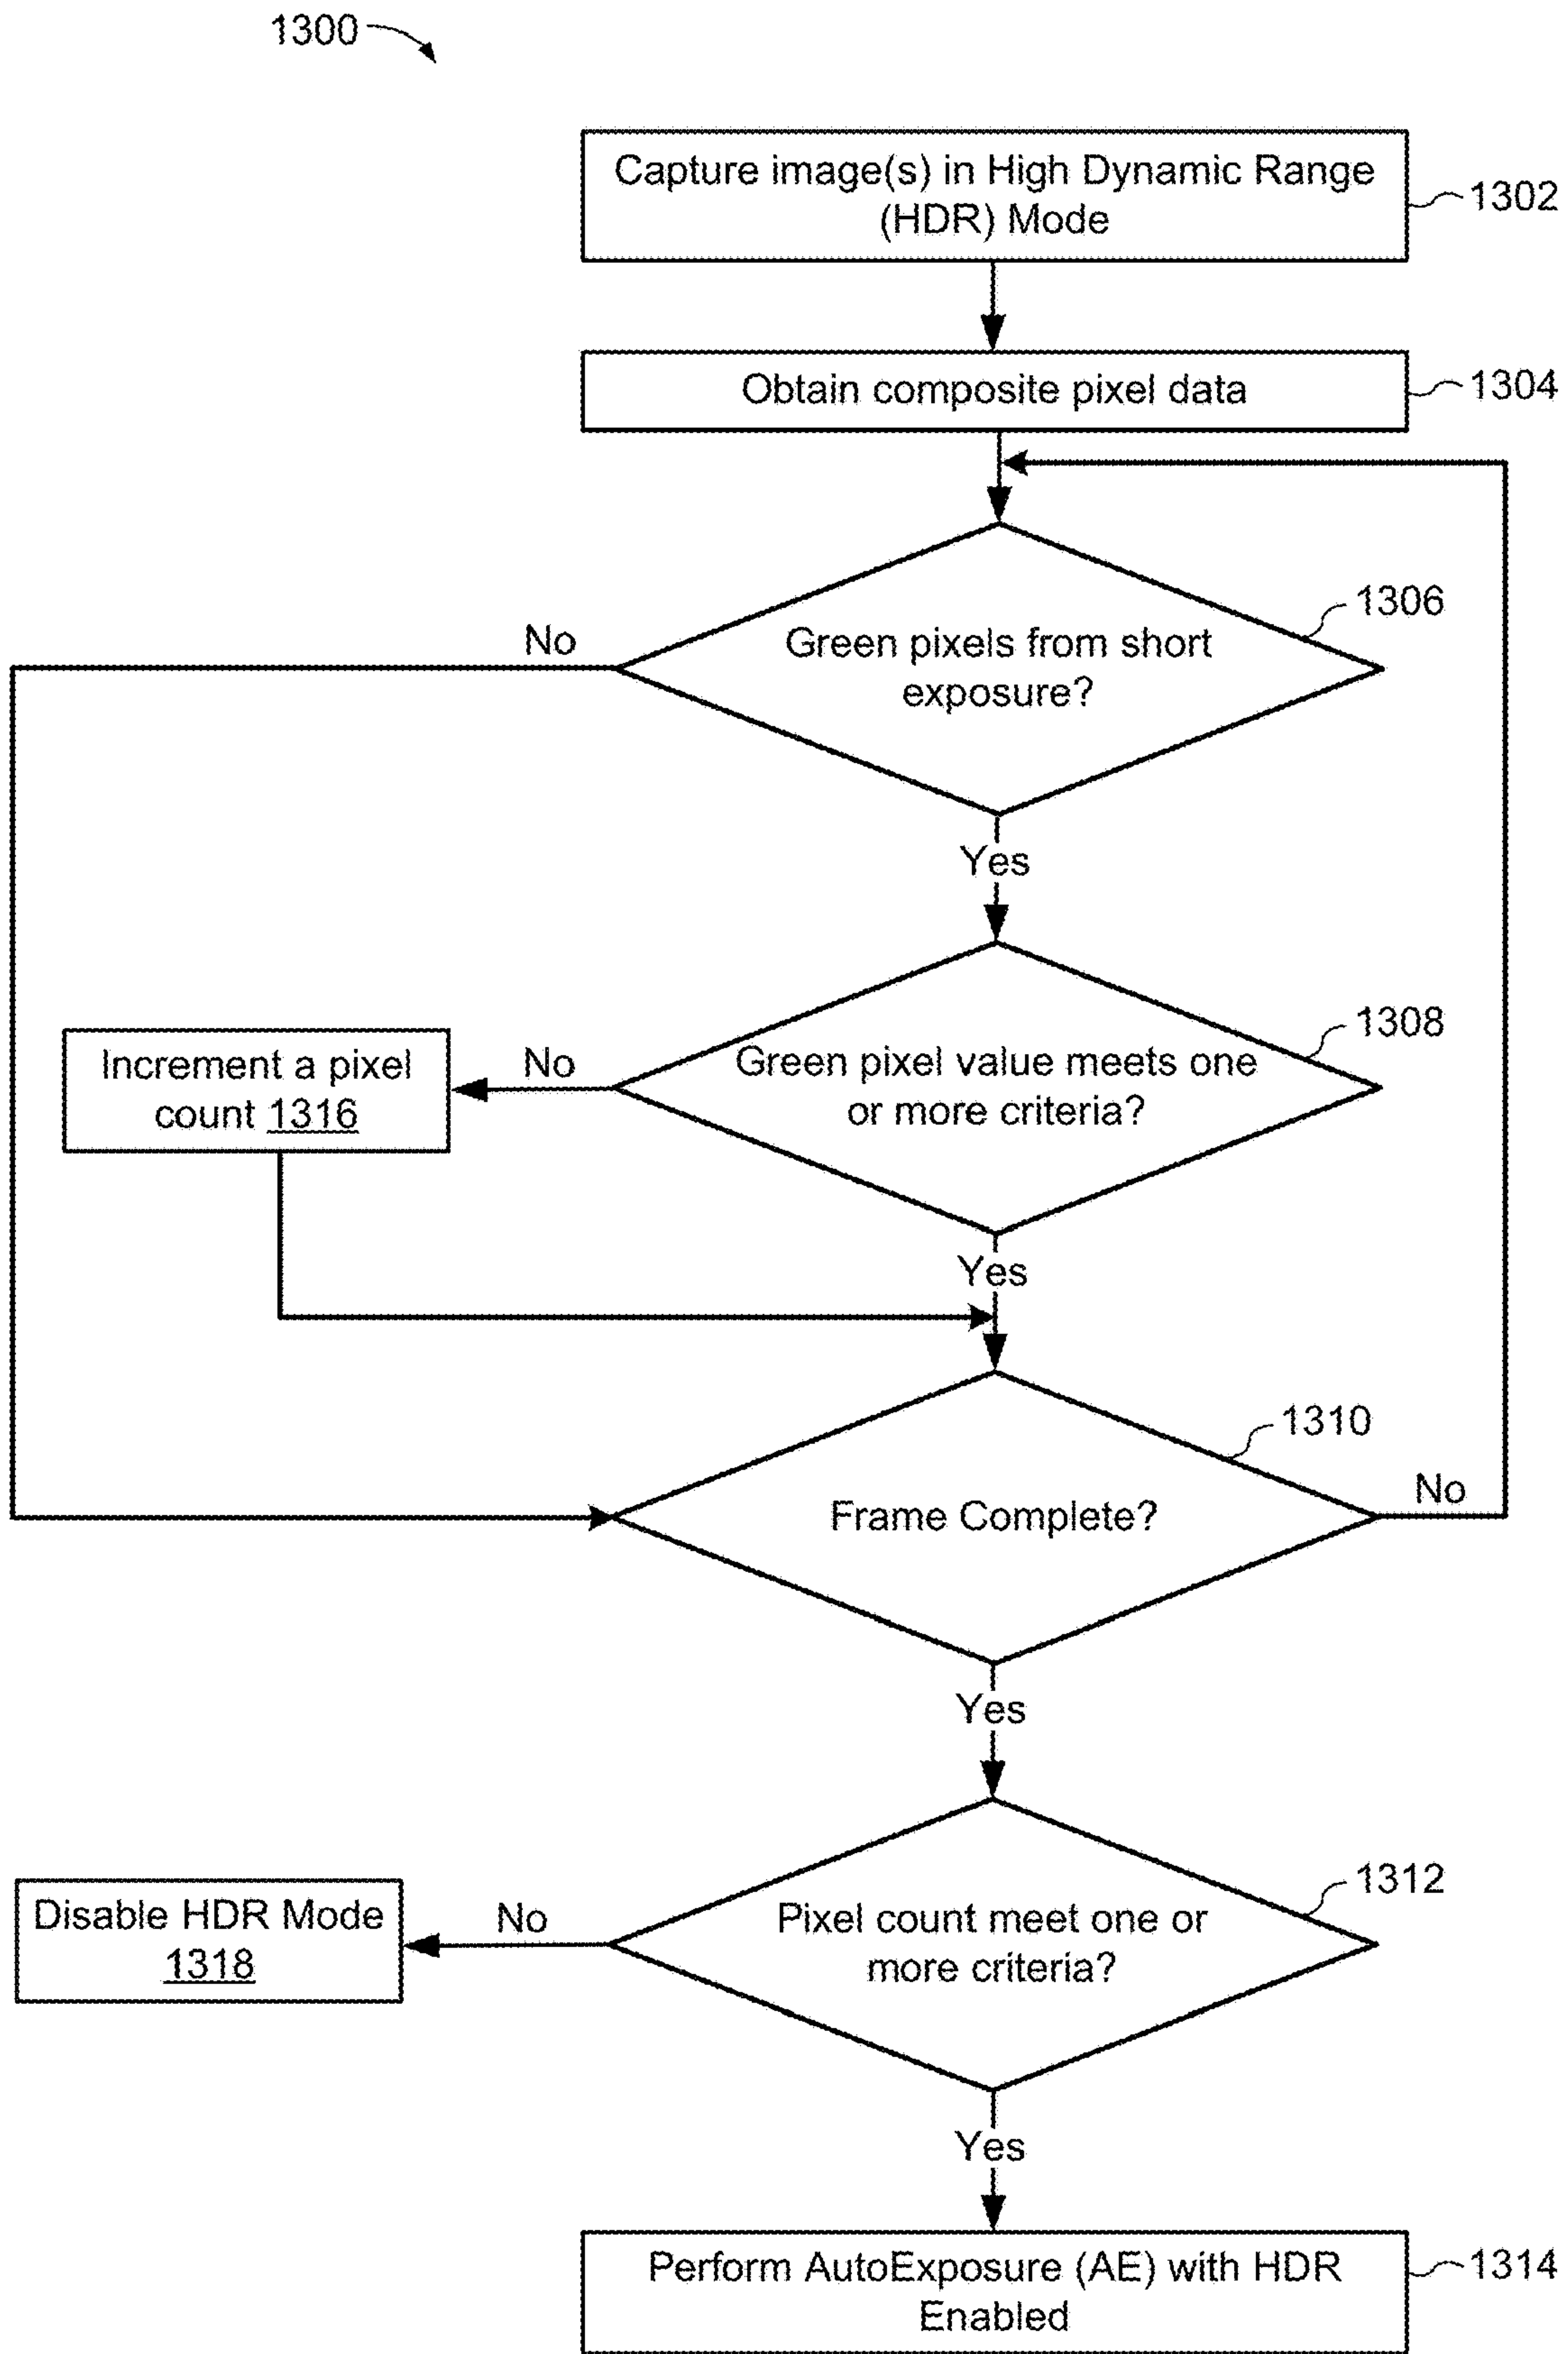 1300
Capture image(s) in High Dynamic Range
(HDR) Mode
1302
Obtain composite pixel data
1304
1306
No
Green pixels from short
exposure?
Yes
1308
Increment a pixel
count 1316
No
Green pixel value meets one
or more criteria?
Yes
1310
Frame Complete?
No
Yes
1312
Disable HDR Mode
1318
No
Pixel count meet one or
more criteria?
Yes
Perform AutoExposure (AE) with HDR
Enabled
1314